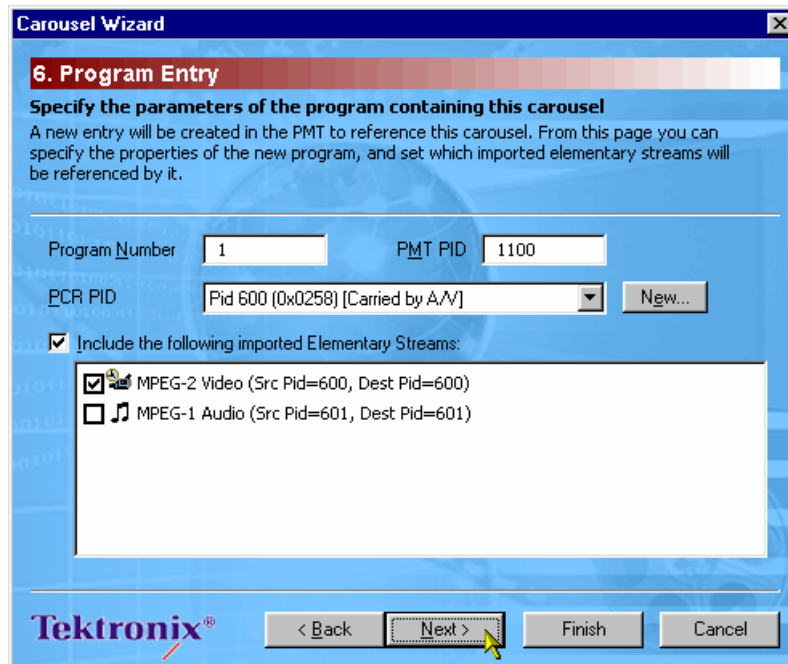 Carousel Wizard
6. Program Entry
Specify the parameters of the program containing this carousel
A new entry will be created in the PMT to reference this carousel. From this page you can
specify the properties of the new program, and set which imported elementary streams will
be referenced by it.
Program Number 1 PMT PID 1100
PCR PID Pid 600 (0x0258) [Carried by A/V] New...
Include the following imported Elementary Streams:
MPEG-2 Video (Src Pid=600, Dest Pid=600)
MPEG-1 Audio (Src Pid=601, Dest Pid=601)
Tektronix® < Back Next > Finish Cancel